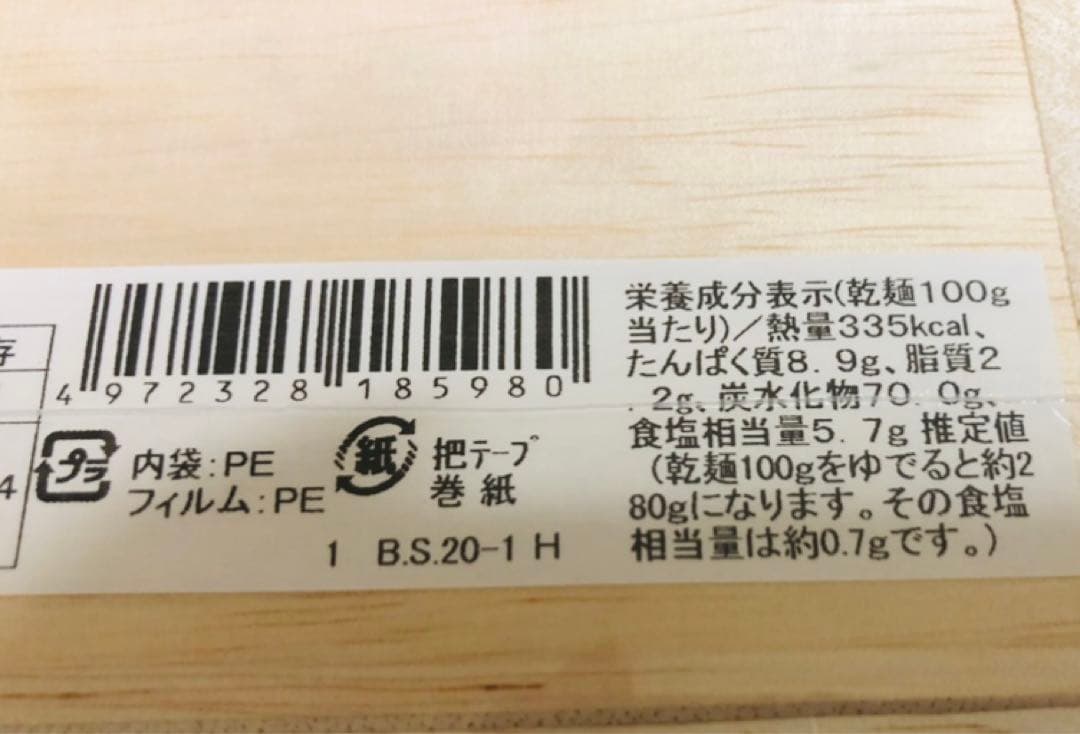 存
4
4972328185980
プラ
内袋:PE
フィルム:PE
紙
把テープ
巻紙
1 B.S.20-1 H
栄養成分表示(乾麺100g
当たり)/熱量335kcal、
たんぱく質8.9g、脂質2
.2g、炭水化物70.0g、
食塩相当量5.7g 推定値
(乾麺100gをゆでると約2
80gになります。その食塩
相当量は約0.7gです。)